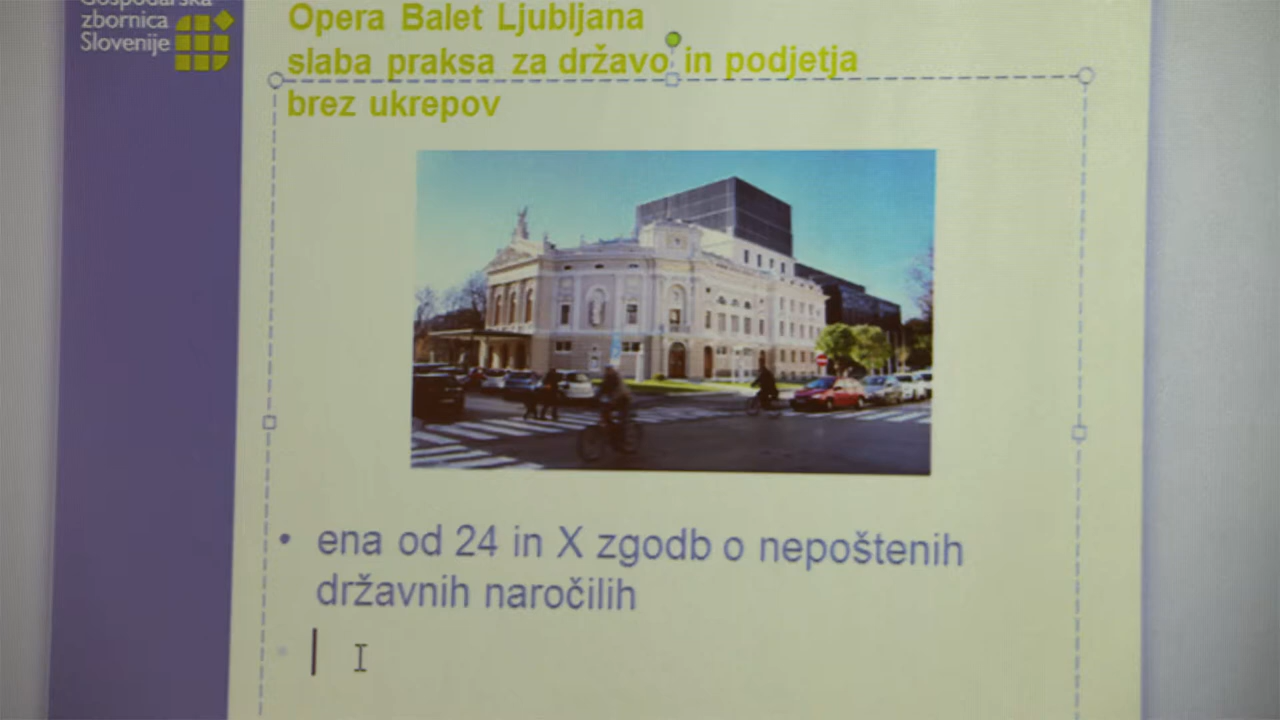 Gospodarska
zbornica
Slovenije
Opera Balet Ljubljana
slaba praksa za državo in podjetja
brez ukrepov
• ena od 24 in X zgodb o nepoštenih
državnih naročilih